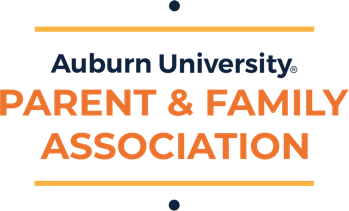 Auburn University®
PARENT & FAMILY
ASSOCIATION